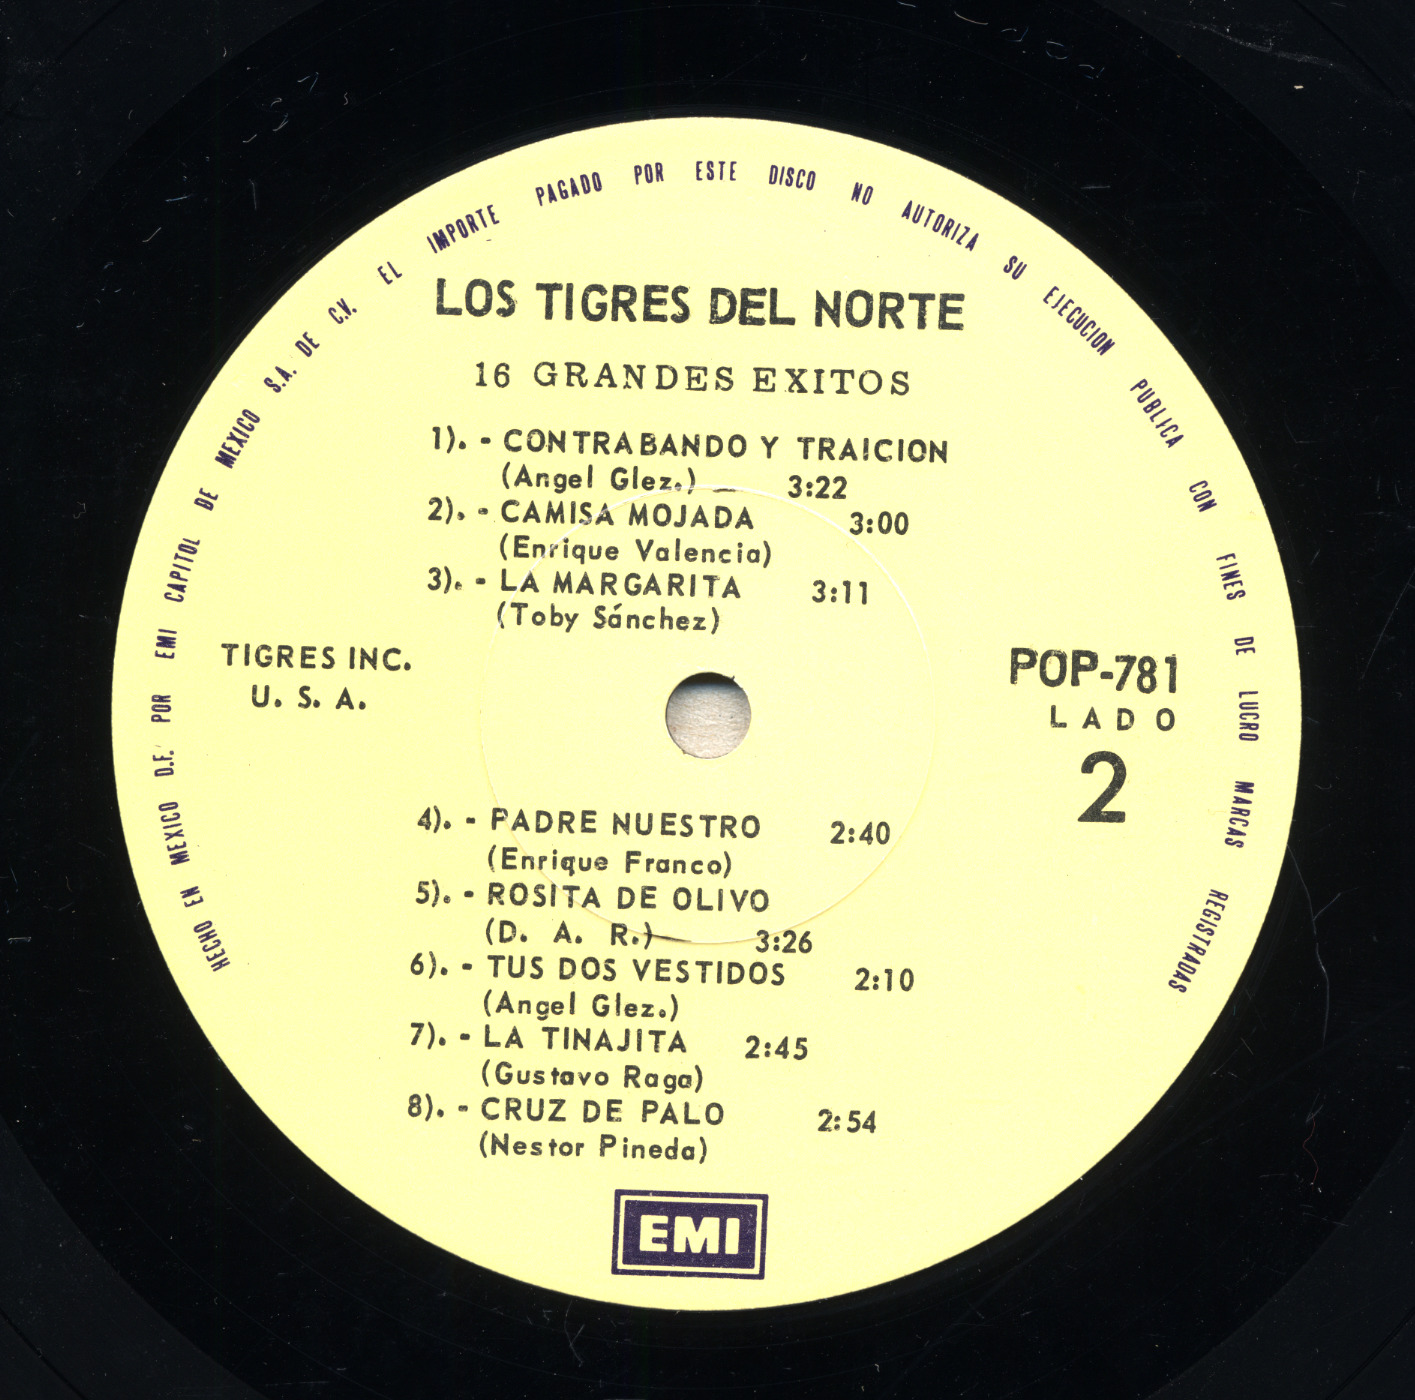 HECHO EN MEXICO D.F. POR EMI CAPITOL DE MEXICO S.A. DE C.V. EL IMPORTE PAGADO POR ESTE DISCO NO AUTORIZA SU EJECUCION PUBLICA CON FINES DE LUCRO MARCAS REGISTRADAS
LOS TIGRES DEL NORTE
16 GRANDES EXITOS
1). - CONTRABANDO Y TRAICION
(Angel Glez.) — 3:22
2). - CAMISA MOJADA 3:00
(Enrique Valencia)
3). - LA MARGARITA 3:11
(Toby Sánchez)
TIGRES INC.
U. S. A.
POP-781
LADO
2
4). - PADRE NUESTRO 2:40
(Enrique Franco)
5). - ROSITA DE OLIVO
(D. A. R.)— 3:26
6). - TUS DOS VESTIDOS 2:10
(Angel Glez.)
7). - LA TINAJITA 2:45
(Gustavo Raga)
8). - CRUZ DE PALO 2:54
(Nestor Pineda)
EMI